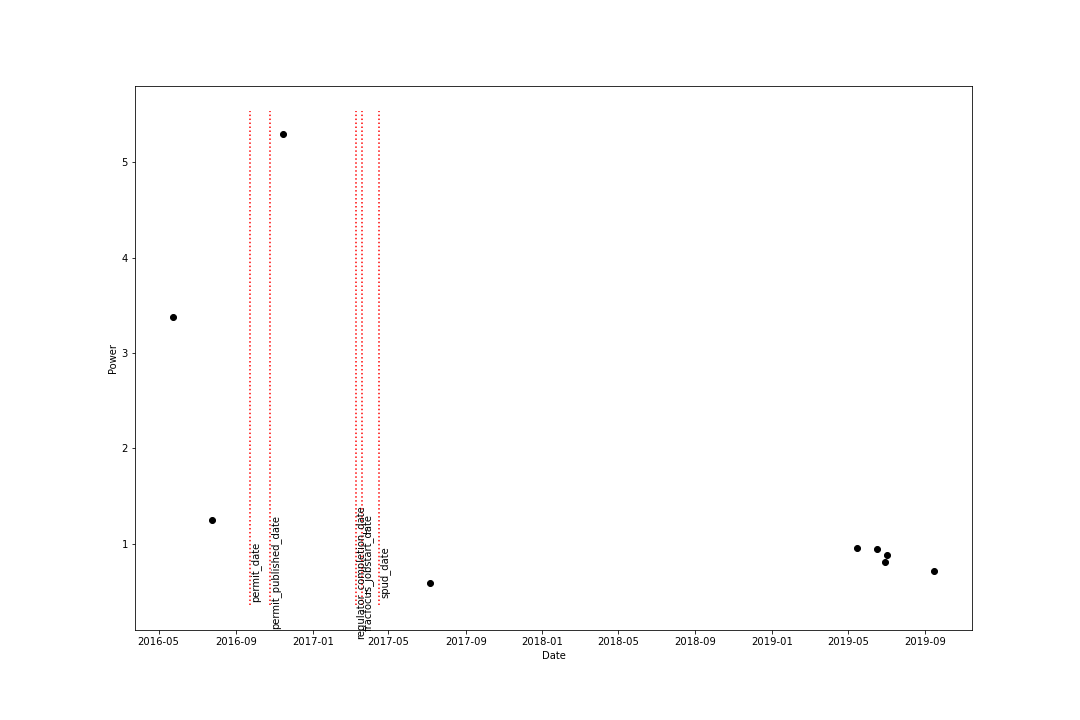 5
4
3
2
1
Power
permit_date
permit_published_date
regulator_completion_date
fracfocus_jobstart_date
spud_date
2016-05
2016-09
2017-01
2017-05
2017-09
2018-01
2018-05
2018-09
2019-01
2019-05
2019-09
Date